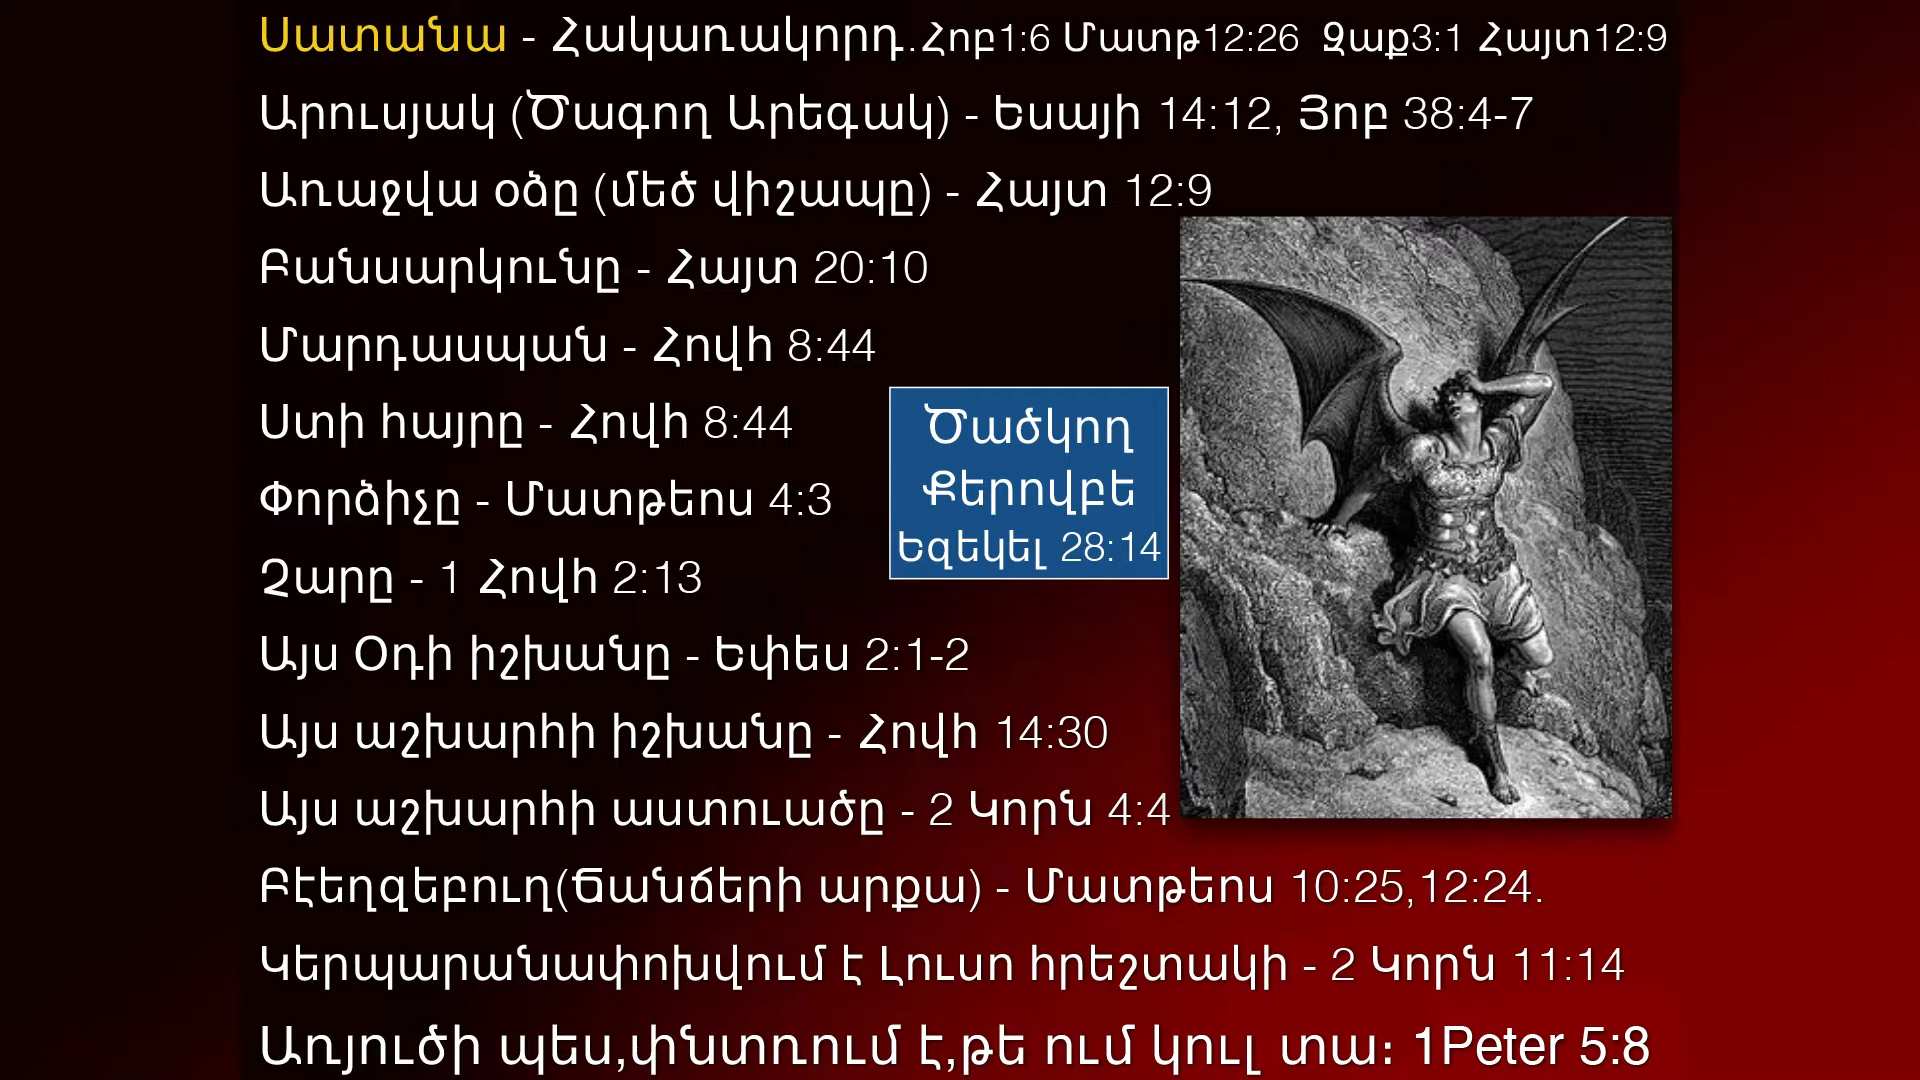 Սատանա - Հակառակորդ.Հոբ1:6 Մատթ12:26 Զաք3:1 Հայտ12:9
Արուսյակ (Ծագող Արեգակ) - Եսայի 14:12, Յոբ 38:4-7
Առաջվա օձը (մեծ վիշապը) - Հայտ 12:9
Բանսարկունը - Հայտ 20:10
Մարդասպան - Հովհ 8:44
Ստի հայրը - Հովհ 8:44
Փորձիչը - Մատթեոս 4:3
Չարը - 1 Հովհ 2:13
Այս Օդի իշխանը - Եփես 2:1-2
Այս աշխարհի իշխանը - Հովհ 14:30
Այս աշխարհի աստուածը - 2 Կորն 4:4
Բէեղզեբուղ(Ճանճերի արքա) - Մատթեոս 10:25,12:24.
Կերպարանափոխվում է Լուսո հրեշտակի - 2 Կորն 11:14
Առյուծի պես,փնտռում է,թե ում կուլ տա։ 1Peter 5:8
Ծածկող
Քերովբե
Եզեկել 28:14